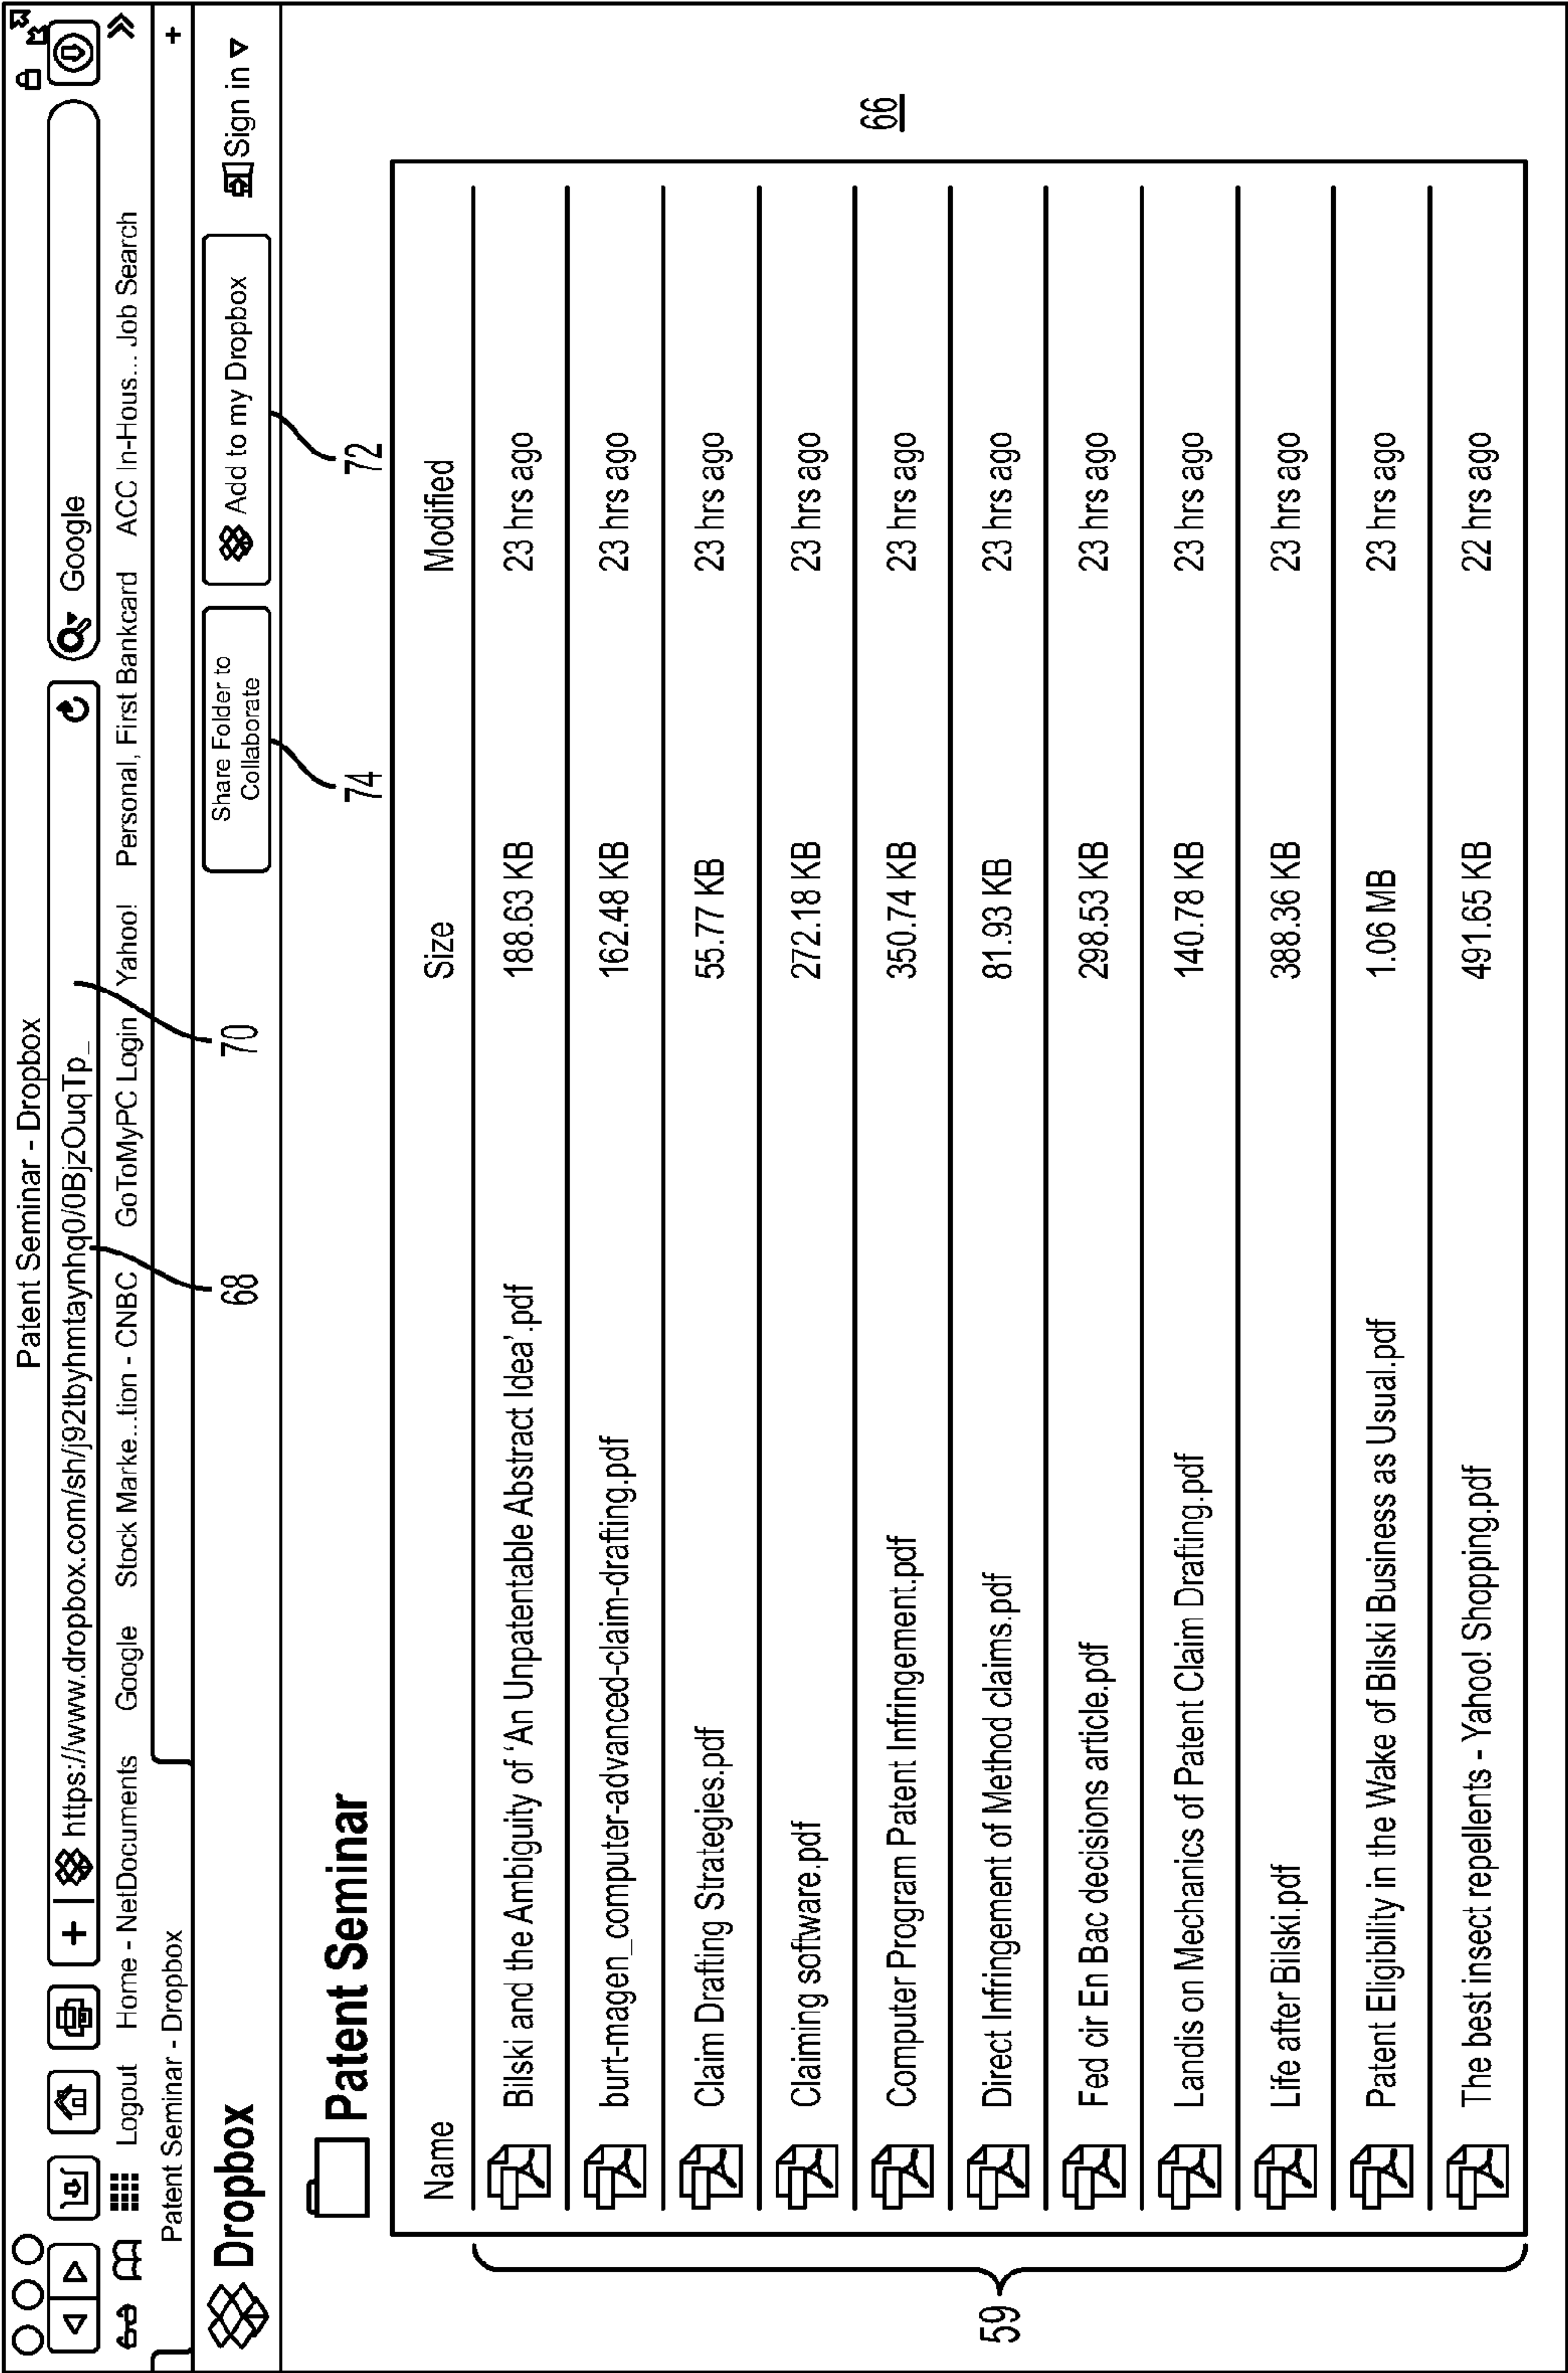 Patent Seminar - Dropbox
+ https://www.dropbox.com/sh/j92tbyhmtaynhq0/0BjzOuqTp_ Google
Logout Home - NetDocuments Google Stock Marke...tion - CNBC GoToMyPC Login Yahoo! Personal, First Bankcard ACC In-Hous... Job Search
Patent Seminar - Dropbox +
Dropbox 68 70 Share Folder to Add to my Dropbox Sign in
Collaborate
Patent Seminar 74 72
Name Size Modified
Bilski and the Ambiguity of 'An Unpatentable Abstract Idea'.pdf 188.63 KB 23 hrs ago
burt-magen_computer-advanced-claim-drafting.pdf 162.48 KB 23 hrs ago
Claim Drafting Strategies.pdf 55.77 KB 23 hrs ago
Claiming software.pdf 272.18 KB 23 hrs ago
Computer Program Patent Infringement.pdf 350.74 KB 23 hrs ago
66
59 Direct Infringement of Method claims.pdf 81.93 KB 23 hrs ago
Fed cir En Bac decisions article.pdf 298.53 KB 23 hrs ago
Landis on Mechanics of Patent Claim Drafting.pdf 140.78 KB 23 hrs ago
Life after Bilski.pdf 388.36 KB 23 hrs ago
Patent Eligibility in the Wake of Bilski Business as Usual.pdf 1.06 MB 23 hrs ago
The best insect repellents - Yahoo! Shopping.pdf 491.65 KB 22 hrs ago